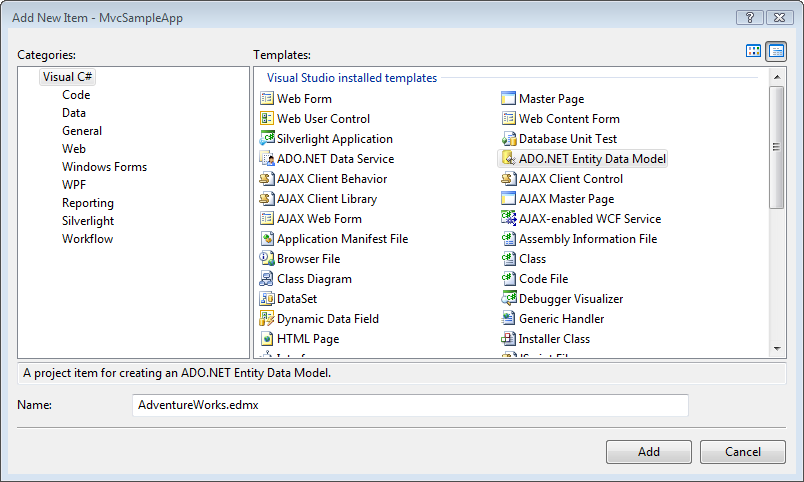 Add New Item - MvcSampleApp
Categories:
Templates:
Visual C#
Code
Data
General
Web
Windows Forms
WPF
Reporting
Silverlight
Workflow
Visual Studio installed templates
Web Form
Master Page
Web User Control
Web Content Form
Silverlight Application
Database Unit Test
ADO.NET Data Service
ADO.NET Entity Data Model
AJAX Client Behavior
AJAX Client Control
AJAX Client Library
AJAX Master Page
AJAX Web Form
AJAX-enabled WCF Service
Application Manifest File
Assembly Information File
Browser File
Class
Class Diagram
Code File
DataSet
Debugger Visualizer
Dynamic Data Field
Generic Handler
HTML Page
Installer Class
A project item for creating an ADO.NET Entity Data Model.
Name:
AdventureWorks.edmx
Add
Cancel